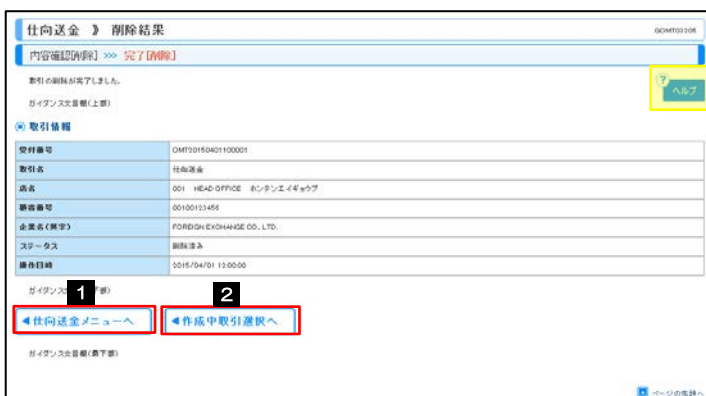 仕向送金 》 削除結果
GOMT02208
内容確認[削除] >>> 完了[削除]
取引の削除が完了しました。
?
ヘルプ
ガイダンス文言欄(上部)
取引情報
受付番号 OMT20150401100001
取引名 仕向送金
店名 001 HEAD OFFICE ホンテンエイギョウブ
顧客番号 00100123456
企業名(英字) FOREIGN EXCHANGE CO., LTD.
ステータス 削除済み
操作日時 2015/04/01 12:00:00
1
2
◀仕向送金メニューへ ◀作成中取引選択へ
ガイダンス文言欄(最下部)
ページの先頭へ